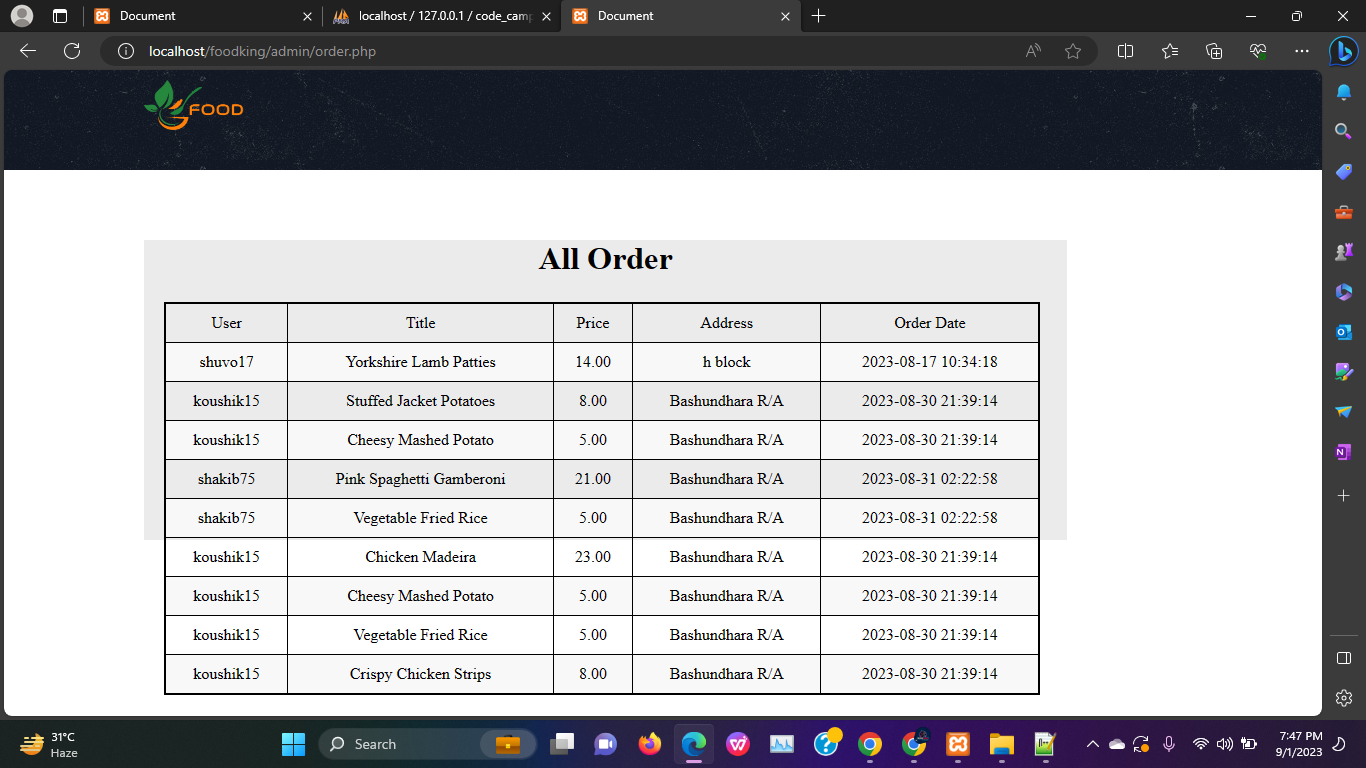 Document
localhost / 127.0.0.1 / code_camp
Document
localhost/foodking/admin/order.php
FOOD
All Order
User Title Price Address Order Date
shuvo17 Yorkshire Lamb Patties 14.00 h block 2023-08-17 10:34:18
koushik15 Stuffed Jacket Potatoes 8.00 Bashundhara R/A 2023-08-30 21:39:14
koushik15 Cheesy Mashed Potato 5.00 Bashundhara R/A 2023-08-30 21:39:14
shakib75 Pink Spaghetti Gamberoni 21.00 Bashundhara R/A 2023-08-31 02:22:58
shakib75 Vegetable Fried Rice 5.00 Bashundhara R/A 2023-08-31 02:22:58
koushik15 Chicken Madeira 23.00 Bashundhara R/A 2023-08-30 21:39:14
koushik15 Cheesy Mashed Potato 5.00 Bashundhara R/A 2023-08-30 21:39:14
koushik15 Vegetable Fried Rice 5.00 Bashundhara R/A 2023-08-30 21:39:14
koushik15 Crispy Chicken Strips 8.00 Bashundhara R/A 2023-08-30 21:39:14
31°C
Haze
Search
7:47 PM
9/1/2023